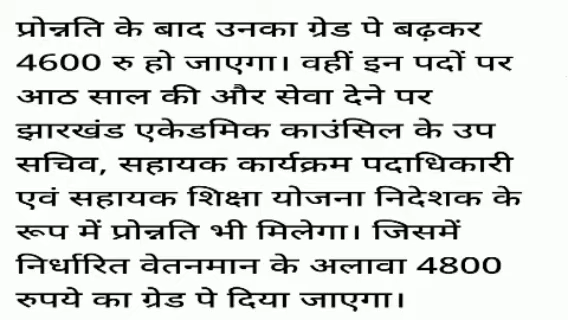 प्रोन्नति के बाद उनका ग्रेड पे बढ़कर
4600 रु हो जाएगा। वहीं इन पदों पर
आठ साल की और सेवा देने पर
झारखंड एकेडमिक काउंसिल के उप
सचिव, सहायक कार्यक्रम पदाधिकारी
एवं सहायक शिक्षा योजना निदेशक के
रूप में प्रोन्नति भी मिलेगा। जिसमें
निर्धारित वेतनमान के अलावा 4800
रुपये का ग्रेड पे दिया जाएगा।